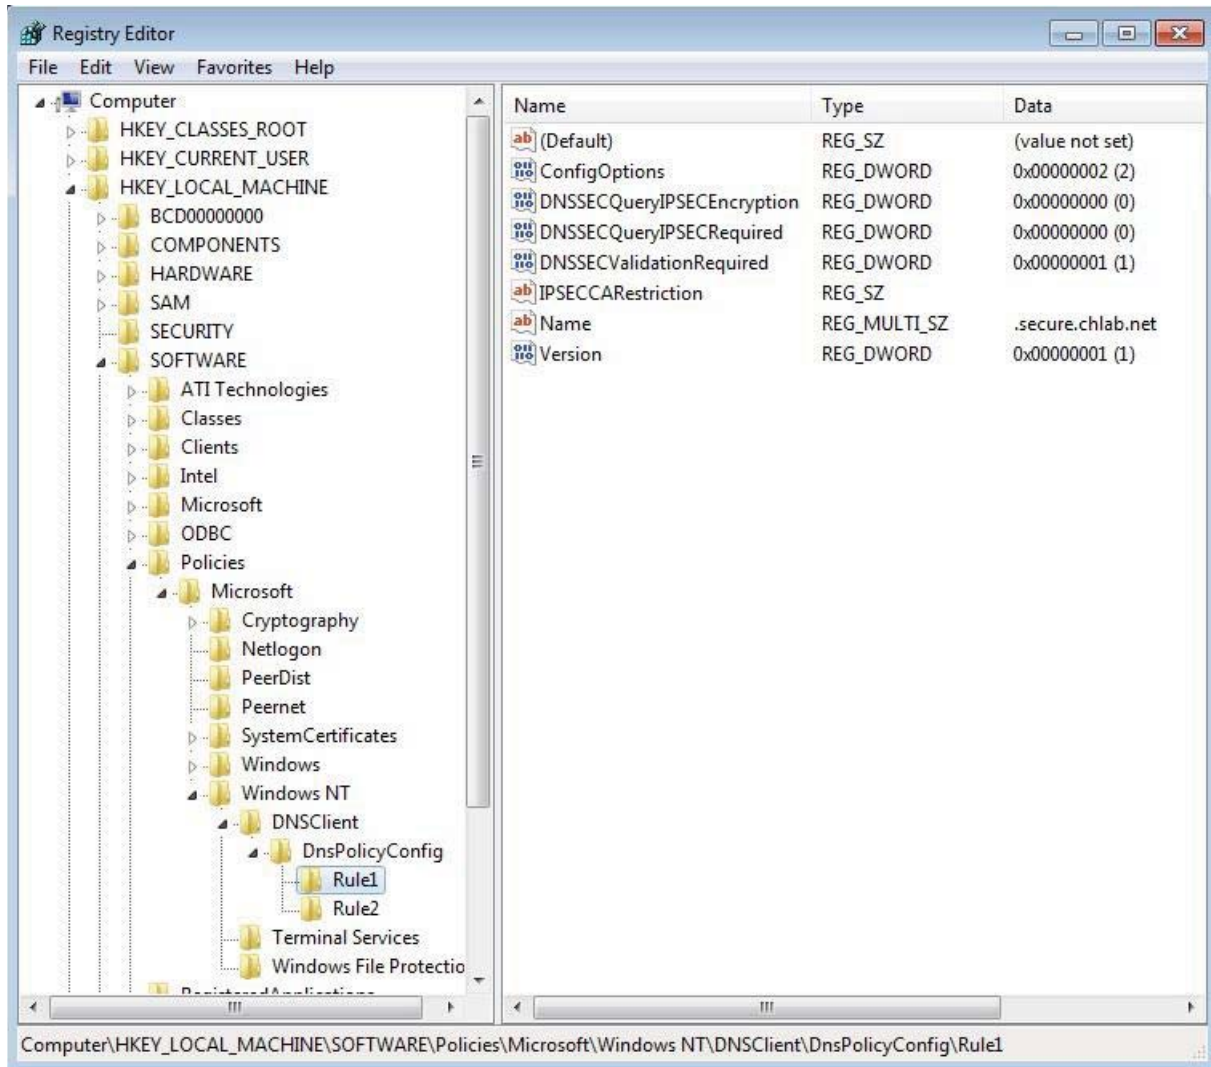 Registry Editor
File Edit View Favorites Help
Computer
HKEY_CLASSES_ROOT
HKEY_CURRENT_USER
HKEY_LOCAL_MACHINE
BCD00000000
COMPONENTS
HARDWARE
SAM
SECURITY
SOFTWARE
ATI Technologies
Classes
Clients
Intel
Microsoft
ODBC
Policies
Microsoft
Cryptography
Netlogon
PeerDist
Peernet
SystemCertificates
Windows
Windows NT
DNSClient
DnsPolicyConfig
Rule1
Rule2
Terminal Services
Windows File Protectio
Name Type Data
(Default) REG_SZ (value not set)
ConfigOptions REG_DWORD 0x00000002 (2)
DNSSECQueryIPSECEncryption REG_DWORD 0x00000000 (0)
DNSSECQueryIPSECRequired REG_DWORD 0x00000000 (0)
DNSSECValidationRequired REG_DWORD 0x00000001 (1)
IPSECCARestriction REG_SZ
Name REG_MULTI_SZ .secure.chlab.net
Version REG_DWORD 0x00000001 (1)
Computer\HKEY_LOCAL_MACHINE\SOFTWARE\Policies\Microsoft\Windows NT\DNSClient\DnsPolicyConfig\Rule1